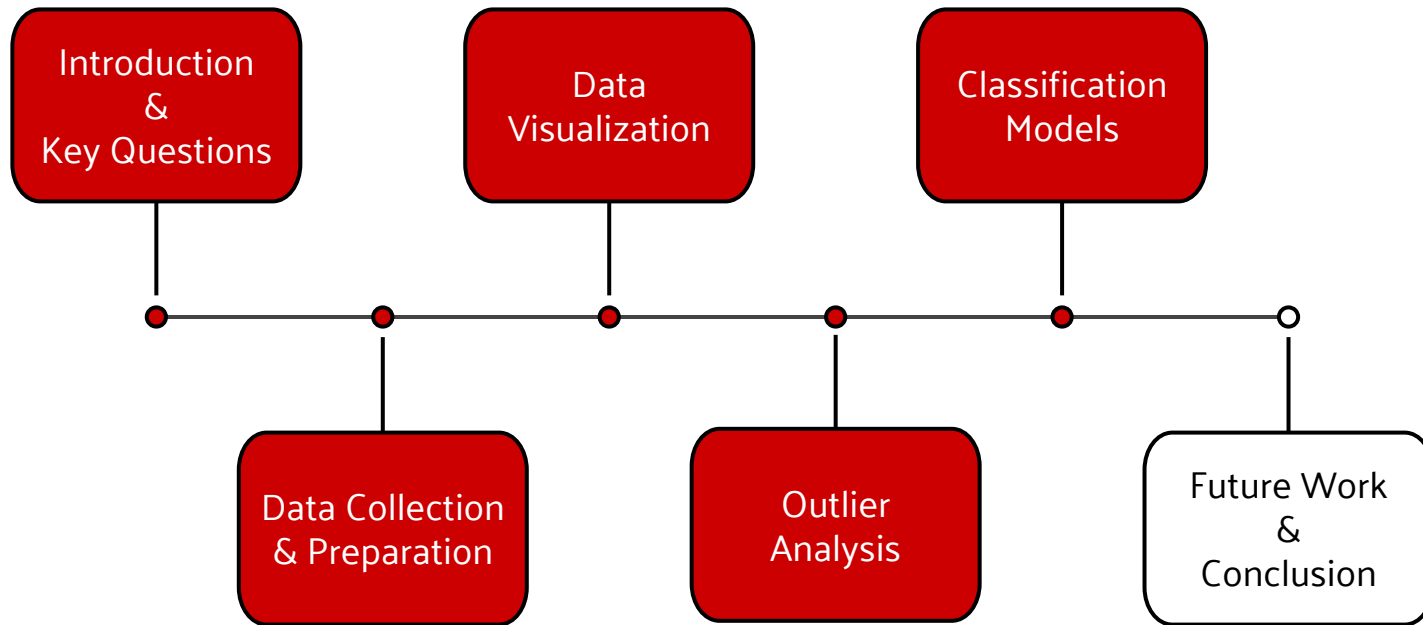 Introduction
&
Key Questions
Data Collection
& Preparation
Data
Visualization
Outlier
Analysis
Classification
Models
Future Work
&
Conclusion